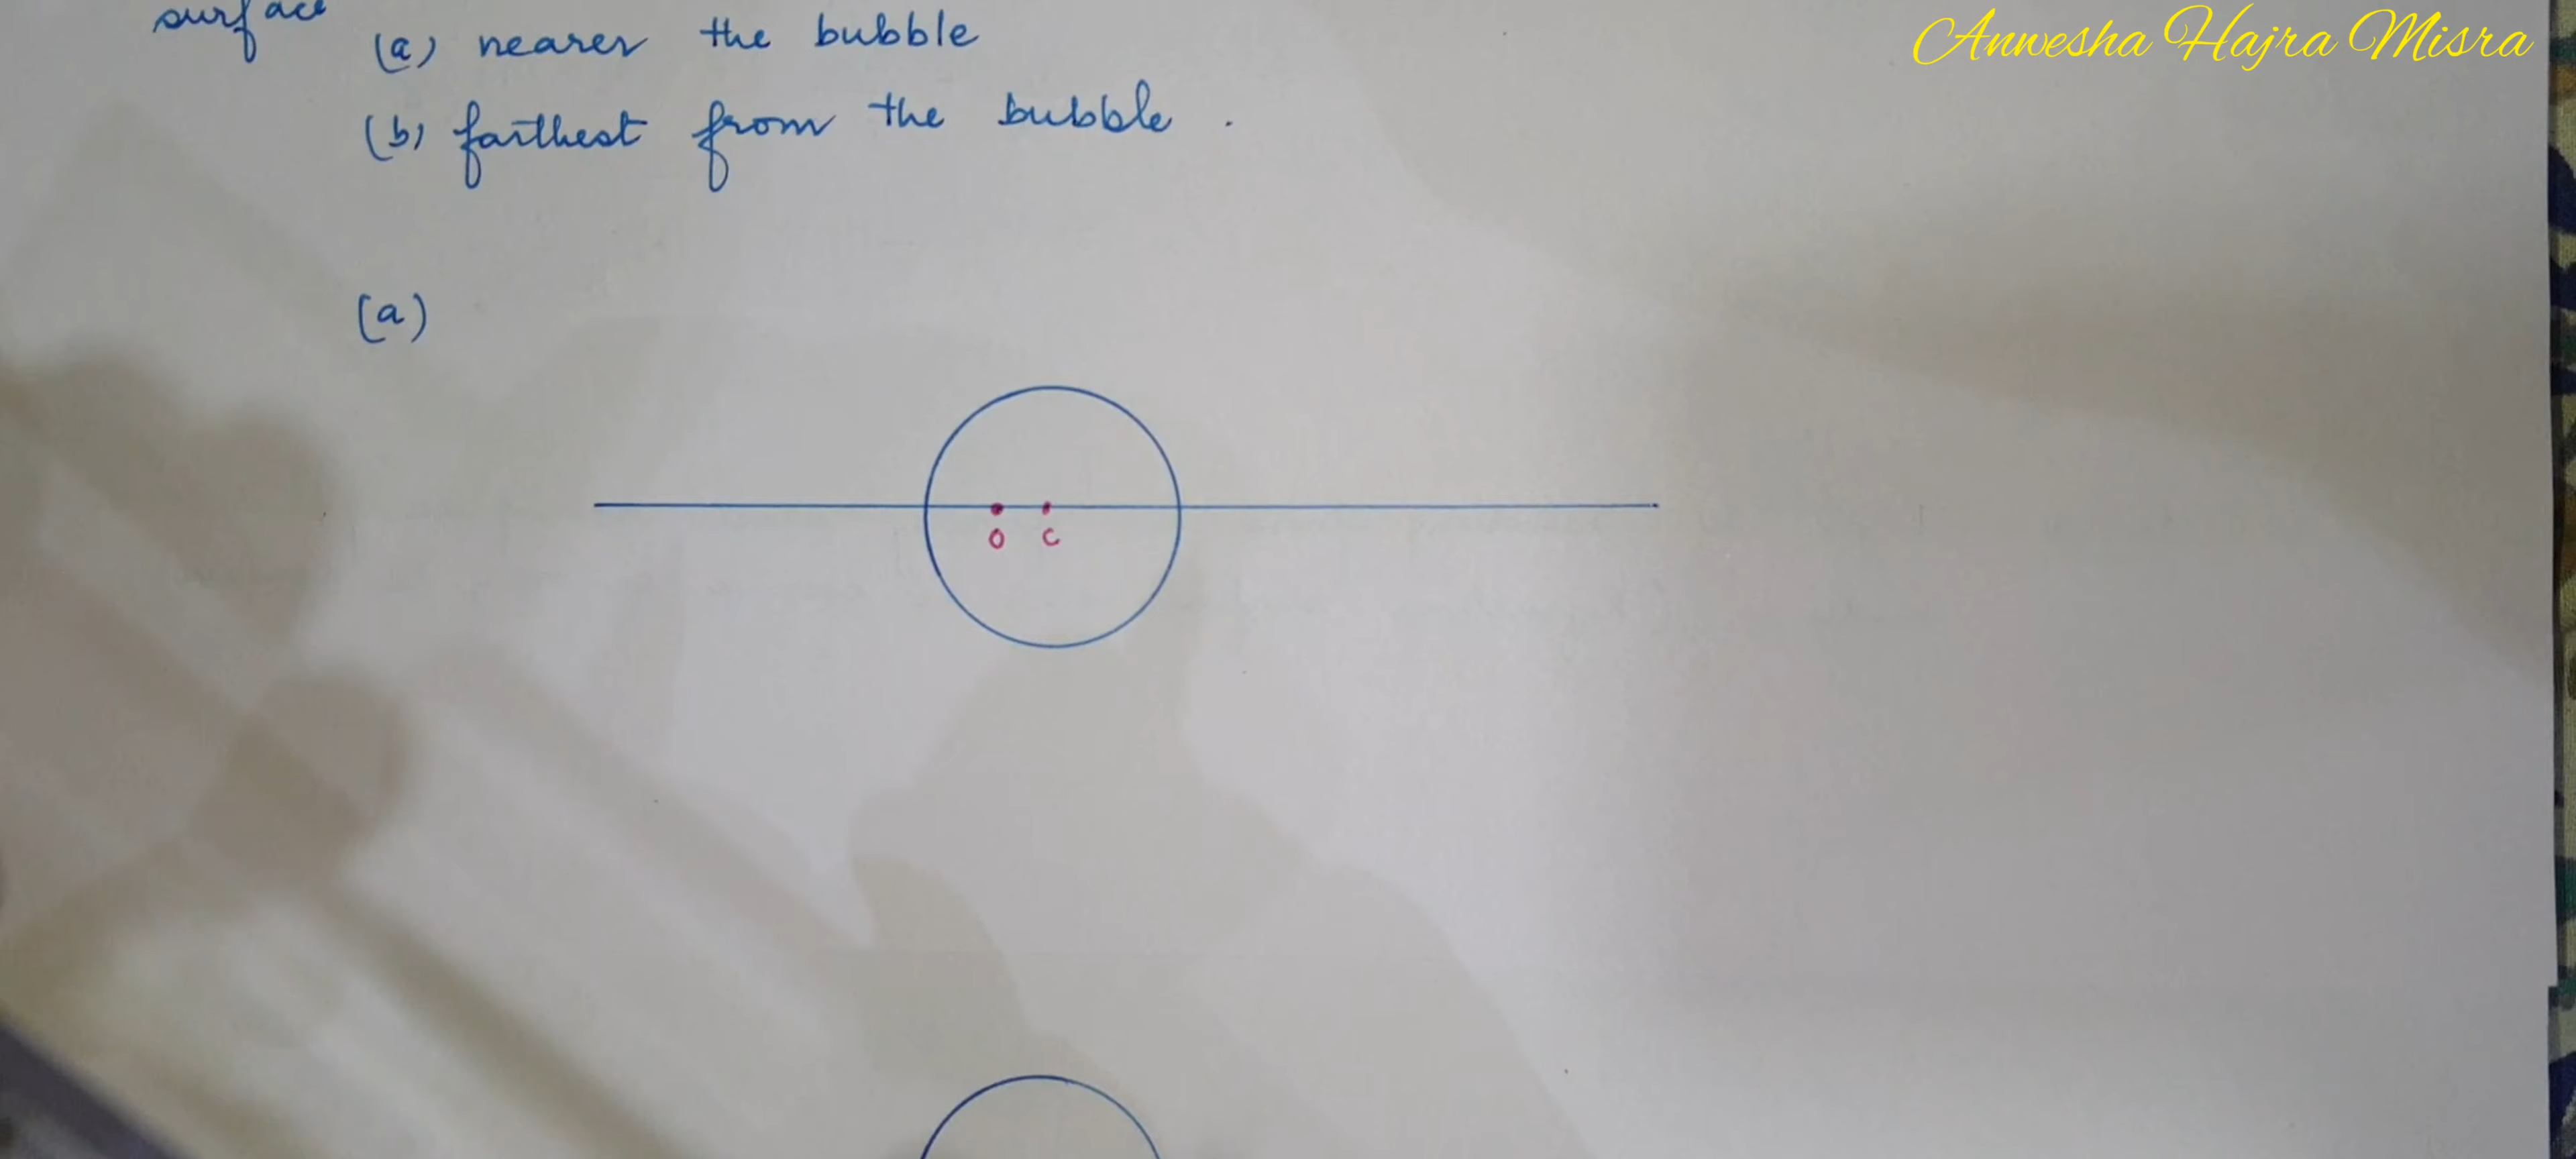 surface
(a) nearer the bubble
(b) farthest from the bubble .
Anwesha Hajra Misra
(a)
O C